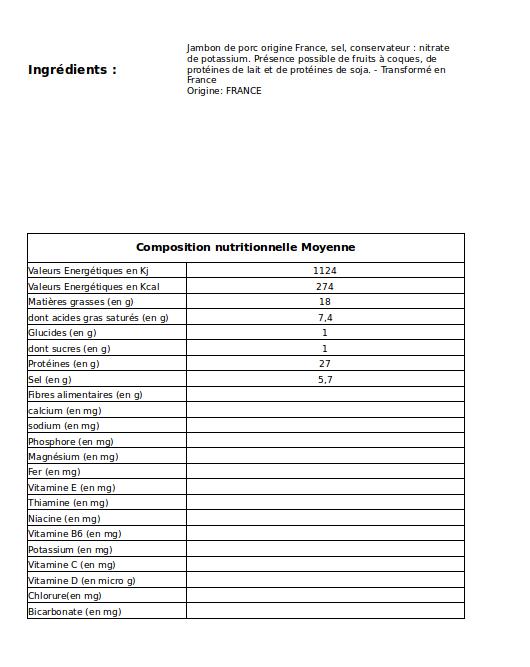 Ingrédients :
Jambon de porc origine France, sel, conservateur : nitrate
de potassium. Présence possible de fruits à coques, de
protéines de lait et de protéines de soja. - Transformé en
France
Origine: FRANCE
Composition nutritionnelle Moyenne
Valeurs Energétiques en Kj 1124
Valeurs Energétiques en Kcal 274
Matières grasses (en g) 18
dont acides gras saturés (en g) 7,4
Glucides (en g) 1
dont sucres (en g) 1
Protéines (en g) 27
Sel (en g) 5,7
Fibres alimentaires (en g)
calcium (en mg)
sodium (en mg)
Phosphore (en mg)
Magnésium (en mg)
Fer (en mg)
Vitamine E (en mg)
Thiamine (en mg)
Niacine (en mg)
Vitamine B6 (en mg)
Potassium (en mg)
Vitamine C (en mg)
Vitamine D (en micro g)
Chlorure(en mg)
Bicarbonate (en mg)